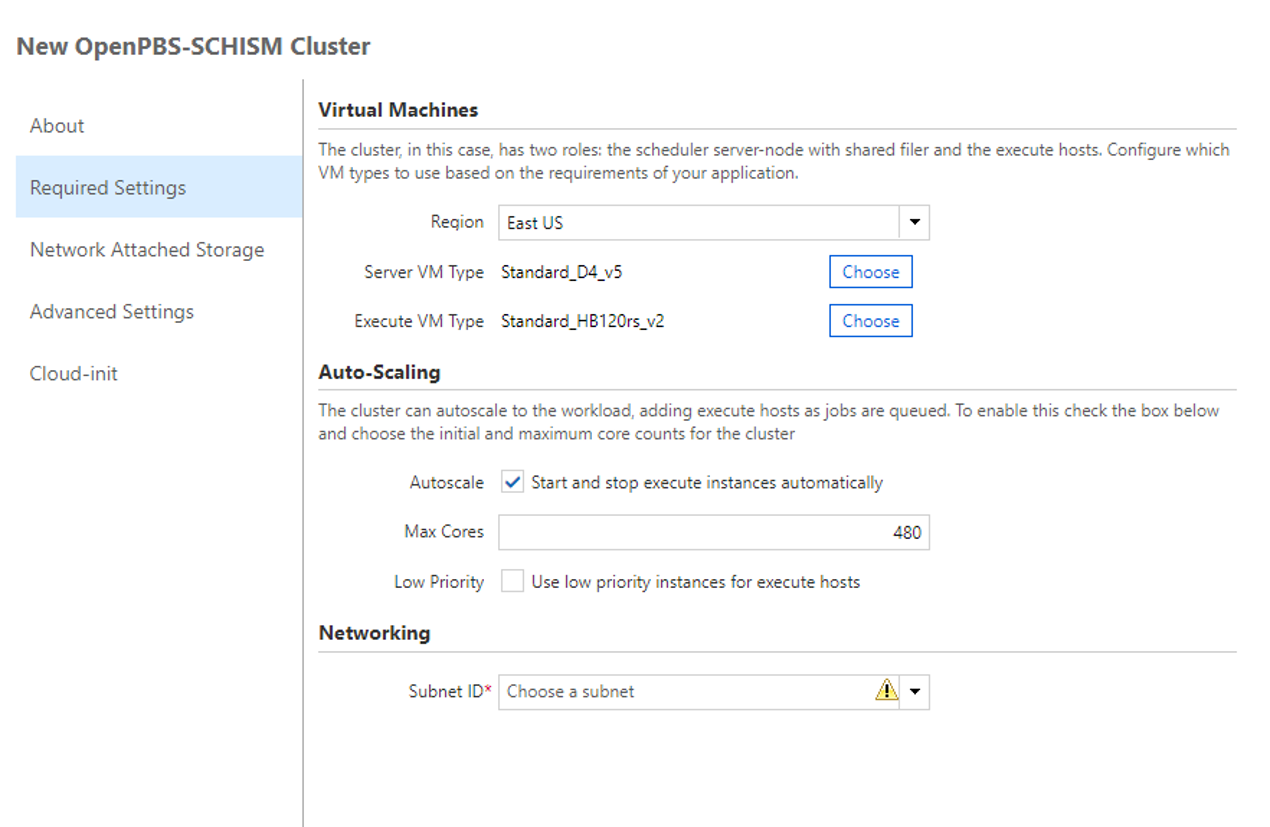 New OpenPBS-SCHISM Cluster
About
Required Settings
Network Attached Storage
Advanced Settings
Cloud-init
Virtual Machines
The cluster, in this case, has two roles: the scheduler server-node with shared filer and the execute hosts. Configure which
VM types to use based on the requirements of your application.
Region East US
Server VM Type Standard_D4_v5 Choose
Execute VM Type Standard_HB120rs_v2 Choose
Auto-Scaling
The cluster can autoscale to the workload, adding execute hosts as jobs are queued. To enable this check the box below
and choose the initial and maximum core counts for the cluster
Autoscale Start and stop execute instances automatically
Max Cores 480
Low Priority Use low priority instances for execute hosts
Networking
Subnet ID* Choose a subnet